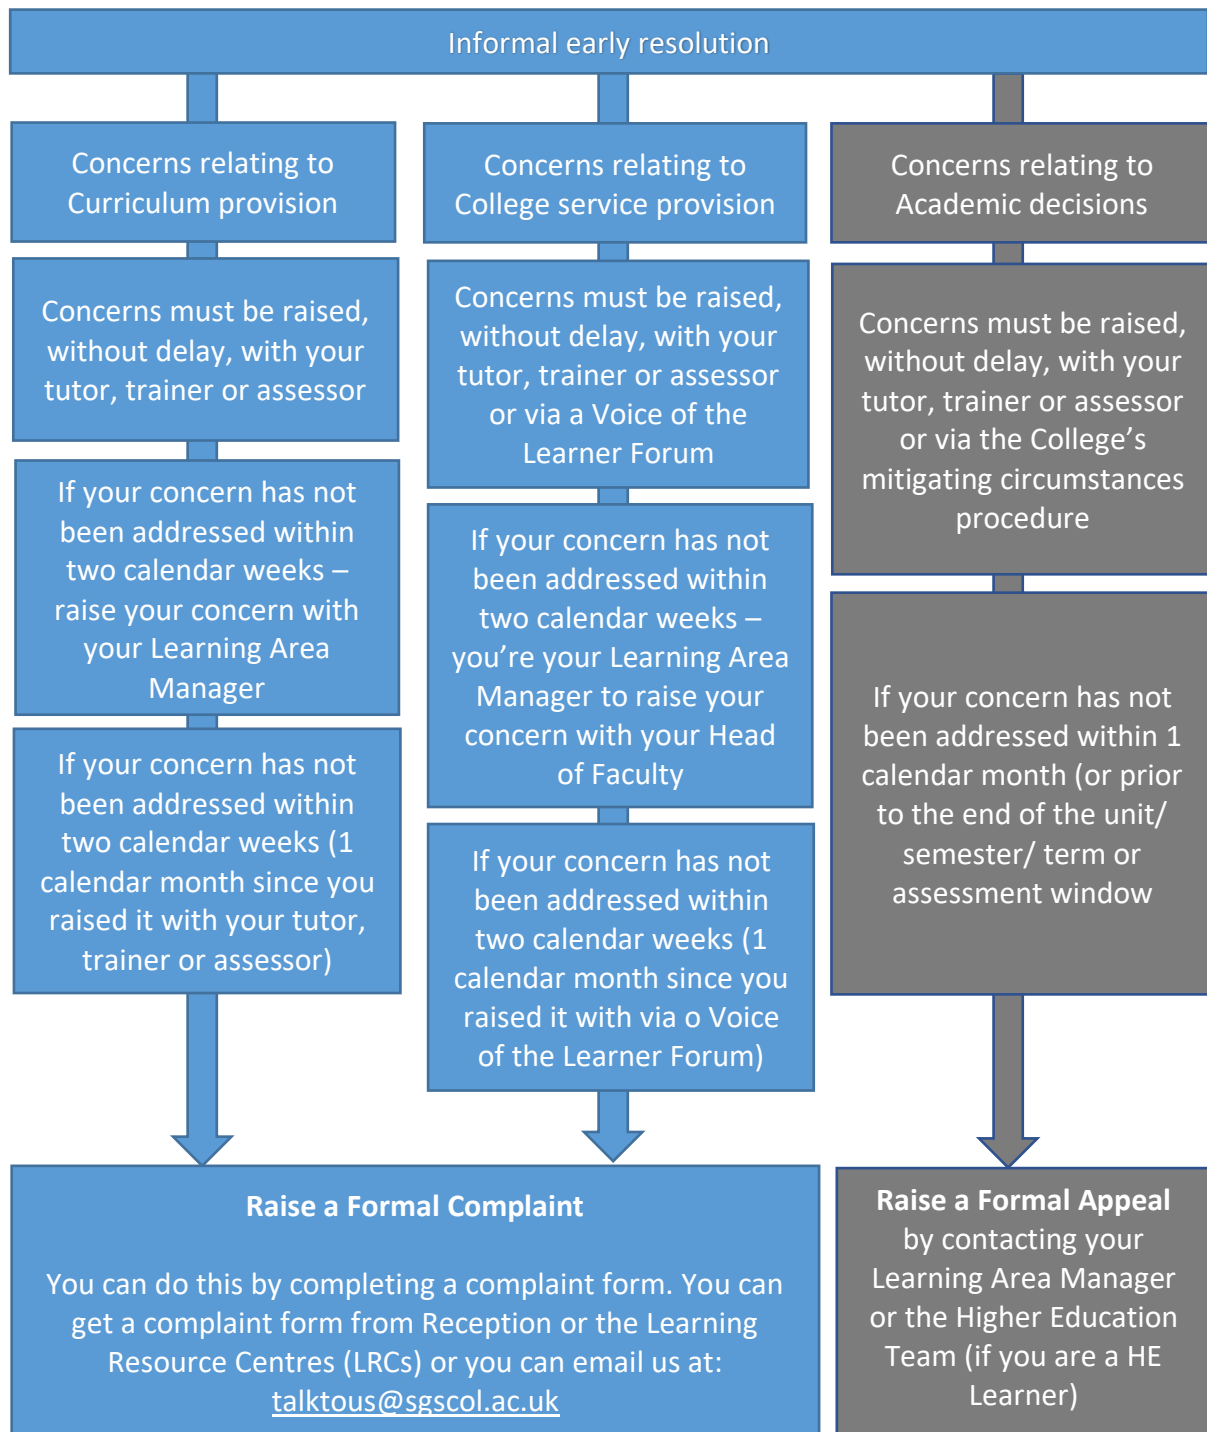 Informal early resolution
Concerns relating to
Curriculum provision
Concerns must be raised,
without delay, with your
tutor, trainer or assessor
If your concern has not
been addressed within
two calendar weeks –
raise your concern with
your Learning Area
Manager
If your concern has not
been addressed within
two calendar weeks (1
calendar month since you
raised it with your tutor,
trainer or assessor)
Concerns relating to
College service provision
Concerns must be raised,
without delay, with your
tutor, trainer or assessor
or via a Voice of the
Learner Forum
If your concern has not
been addressed within
two calendar weeks –
you’re your Learning Area
Manager to raise your
concern with your Head
of Faculty
If your concern has not
been addressed within
two calendar weeks (1
calendar month since you
raised it with via o Voice
of the Learner Forum)
Raise a Formal Complaint
You can do this by completing a complaint form. You can
get a complaint form from Reception or the Learning
Resource Centres (LRCs) or you can email us at:
talktous@sgscol.ac.uk
Concerns relating to
Academic decisions
Concerns must be raised,
without delay, with your
tutor, trainer or assessor
or via the College’s
mitigating circumstances
procedure
If your concern has not
been addressed within 1
calendar month (or prior
to the end of the unit/
semester/ term or
assessment window
Raise a Formal Appeal
by contacting your
Learning Area Manager
or the Higher Education
Team (if you are a HE
Learner)